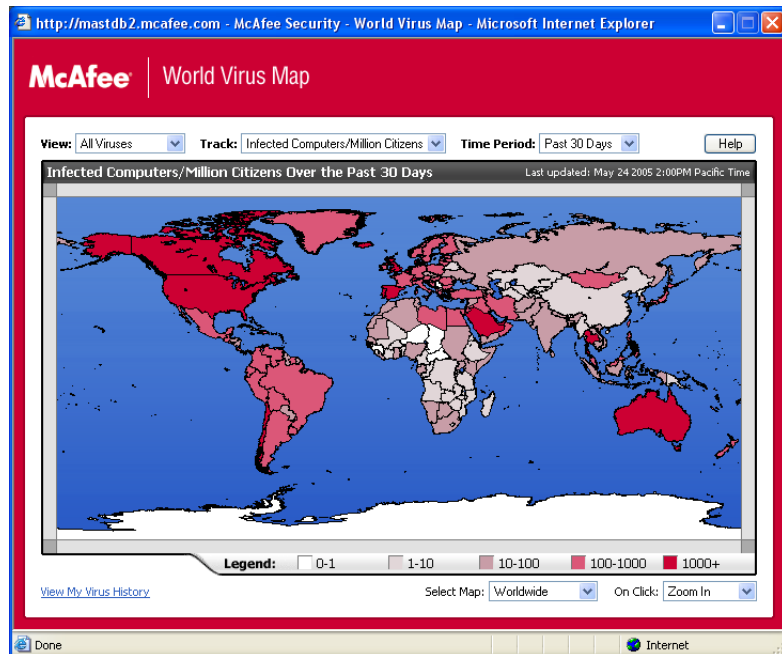 http://mastdb2.mcafee.com - McAfee Security - World Virus Map - Microsoft Internet Explorer
McAfee World Virus Map
View: All Viruses Track: Infected Computers/Million Citizens Time Period: Past 30 Days Help
Infected Computers/Million Citizens Over the Past 30 Days Last updated: May 24 2005 2:00PM Pacific Time
Legend: 0-1 1-10 10-100 100-1000 1000+
View My Virus History Select Map: Worldwide On Click: Zoom In
Done Internet